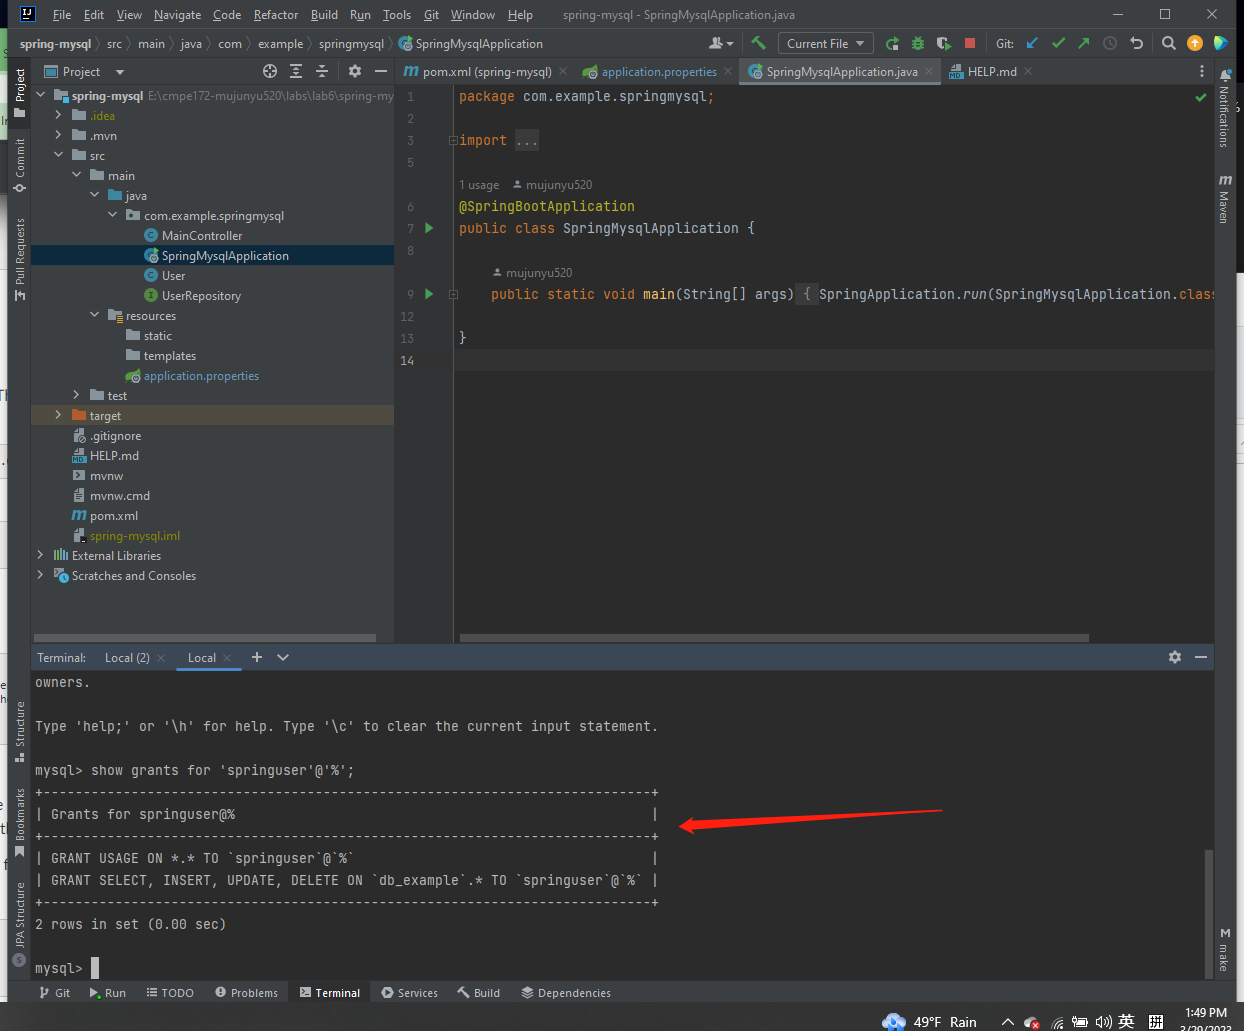 File Edit View Navigate Code Refactor Build Run Tools Git Window Help spring-mysql - SpringMysqlApplication.java
spring-mysql src main java com example springmysql SpringMysqlApplication Current File Git:
Project
pom.xml (spring-mysql) application.properties SpringMysqlApplication.java HELP.md
spring-mysql E:\cmpe172-mujunyu520\labs\lab6\spring-my
.idea
.mvn
src
main
java
com.example.springmysql
MainController
SpringMysqlApplication
User
UserRepository
resources
static
templates
application.properties
test
target
.gitignore
HELP.md
mvnw
mvnw.cmd
pom.xml
spring-mysql.iml
External Libraries
Scratches and Consoles
1 package com.example.springmysql;
2
3 import ...
5
1 usage mujunyu520
6 @SpringBootApplication
7 public class SpringMysqlApplication {
8
mujunyu520
9 public static void main(String[] args) { SpringApplication.run(SpringMysqlApplication.class
12
13 }
14
Project
Commit
Pull Requests
Structure
Bookmarks
JPA Structure
Notifications
Maven
make
Terminal: Local (2) Local
owners.
Type 'help;' or '\h' for help. Type '\c' to clear the current input statement.
mysql> show grants for 'springuser'@'%';
+----------------------------------------------------------------------------+
| Grants for springuser@% |
+----------------------------------------------------------------------------+
| GRANT USAGE ON *.* TO `springuser`@`%` |
| GRANT SELECT, INSERT, UPDATE, DELETE ON `db_example`.* TO `springuser`@`%` |
+----------------------------------------------------------------------------+
2 rows in set (0.00 sec)
mysql>
Git Run TODO Problems Terminal Services Build Dependencies
49°F Rain 英 拼 1:49 PM